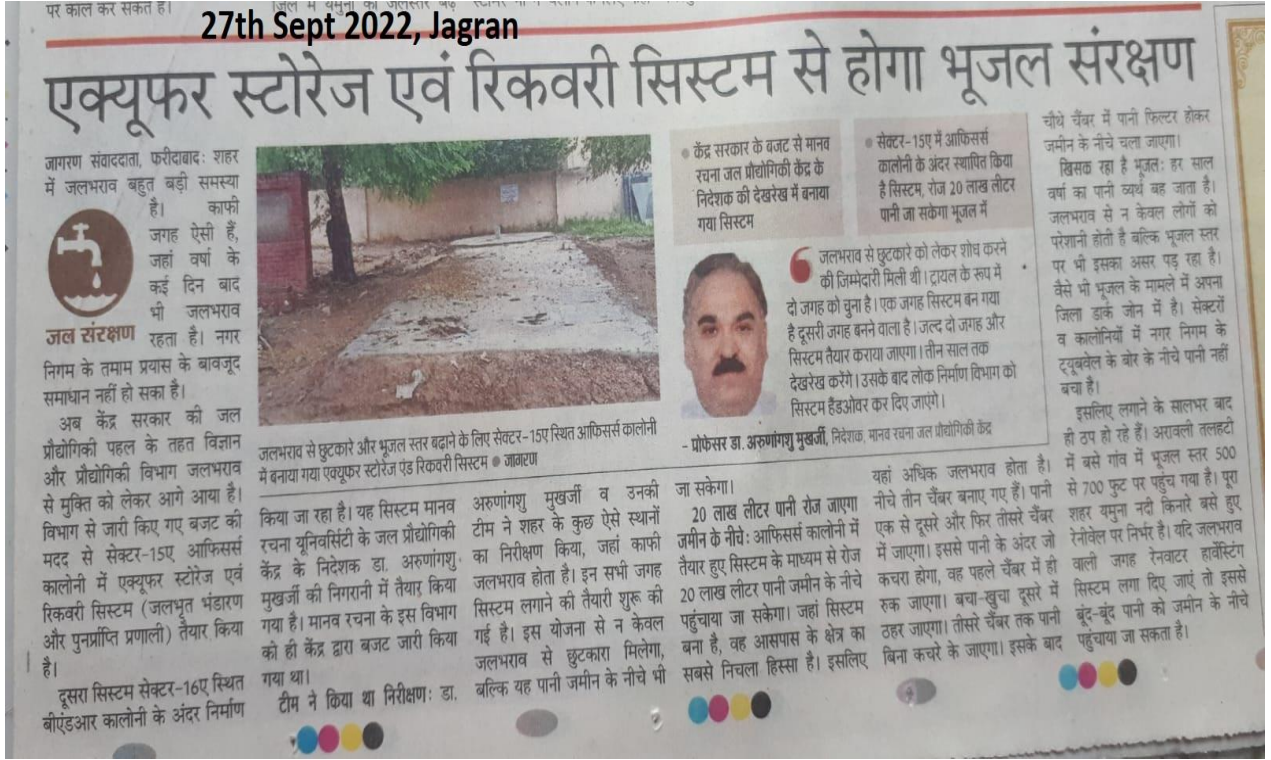 पर काल कर सकते हैं।
27th Sept 2022, Jagran
एक्यूफर स्टोरेज एवं रिकवरी सिस्टम से होगा भूजल संरक्षण
जागरण संवाददाता, फरीदाबाद: शहर
में जलभराव बहुत बड़ी समस्या
है। काफी
जगह ऐसी हैं,
जहां वर्षा के
कई दिन बाद
भी जलभराव
जल संरक्षण
रहता है। नगर
निगम के तमाम प्रयास के बावजूद
समाधान नहीं हो सका है।
अब केंद्र सरकार की जल
प्रौद्योगिकी पहल के तहत विज्ञान
और प्रौद्योगिकी विभाग जलभराव
से मुक्ति को लेकर आगे आया है।
विभाग से जारी किए गए बजट की
मदद से सेक्टर-15ए आफिसर्स
कालोनी में एक्यूफर स्टोरेज एवं
रिकवरी सिस्टम (जलभृत भंडारण
और पुनर्प्राप्ति प्रणाली) तैयार किया
है।
दूसरा सिस्टम सेक्टर-16ए स्थित
बीएंडआर कालोनी के अंदर निर्माण
जलभराव से छुटकारे और भूजल स्तर बढाने के लिए सेक्टर-15ए स्थित आफिसर्स कालोनी
में बनाया गया एक्यूफर स्टोरेज एंड रिकवरी सिस्टम ● जागरण
किया जा रहा है। यह सिस्टम मानव
रचना यूनिवर्सिटी के जल प्रौद्योगिकी
केंद्र के निदेशक डा. अरुणांगशु
मुखर्जी की निगरानी में तैयार किया
गया है। मानव रचना के इस विभाग
को ही केंद्र द्वारा बजट जारी किया
गया था।
टीम ने किया था निरीक्षण: डा.
अरुणांगशु मुखर्जी व उनकी
टीम ने शहर के कुछ ऐसे स्थानों
का निरीक्षण किया, जहां काफी
जलभराव होता है। इन सभी जगह
सिस्टम लगाने की तैयारी शुरू की
गई है। इस योजना से न केवल
जलभराव से छुटकारा मिलेगा,
बल्कि यह पानी जमीन के नीचे भी
● केंद्र सरकार के बजट से मानव
रचना जल प्रौद्योगिकी केंद्र के
निदेशक की देखरेख में बनाया
गया सिस्टम
● सेक्टर-15ए में आफिसर्स
कालोनी के अंदर स्थापित किया
है सिस्टम, रोज 20 लाख लीटर
पानी जा सकेगा भूजल में
जलभराव से छुटकारे को लेकर शोध करने
की जिम्मेदारी मिली थी। ट्रायल के रूप में
दो जगह को चुना है। एक जगह सिस्टम बन गया
है दूसरी जगह बनने वाला है। जल्द दो जगह और
सिस्टम तैयार कराया जाएगा। तीन साल तक
देखरेख करेंगे। उसके बाद लोक निर्माण विभाग को
सिस्टम हैंडओवर कर दिए जाएंगे।
- प्रोफेसर डा. अरुणांगशु मुखर्जी, निदेशक, मानव रचना जल प्रौद्योगिकी केंद्र
जा सकेगा।
20 लाख लीटर पानी रोज जाएगा
जमीन के नीचे: आफिसर्स कालोनी में
तैयार हुए सिस्टम के माध्यम से रोज
20 लाख लीटर पानी जमीन के नीचे
पहुंचाया जा सकेगा। जहां सिस्टम
बना है, वह आसपास के क्षेत्र का
सबसे निचला हिस्सा है। इसलिए
यहां अधिक जलभराव होता है।
नीचे तीन चैंबर बनाए गए हैं। पानी
एक से दूसरे और फिर तीसरे चैंबर
में जाएगा। इससे पानी के अंदर जो
कचरा होगा, वह पहले चैंबर में ही
रुक जाएगा। बचा-खुचा दूसरे में
ठहर जाएगा। तीसरे चैंबर तक पानी
बिना कचरे के जाएगा। इसके बाद
चौथे चैंबर में पानी फिल्टर होकर
जमीन के नीचे चला जाएगा।
खिसक रहा है भूजल: हर साल
वर्षा का पानी व्यर्थ बह जाता है।
जलभराव से न केवल लोगों को
परेशानी होती है बल्कि भूजल स्तर
पर भी इसका असर पड़ रहा है।
वैसे भी भूजल के मामले में अपना
जिला डार्क जोन में है। सेक्टरों
व कालोनियों में नगर निगम के
ट्यूबवेल के बोर के नीचे पानी नहीं
बचा है।
इसलिए लगाने के सालभर बाद
ही ठप हो रहे हैं। अरावली तलहटी
में बसे गांव में भूजल स्तर 500
से 700 फुट पर पहुंच गया है। पूरा
शहर यमुना नदी किनारे बसे हुए
रेनीवेल पर निर्भर है। यदि जलभराव
वाली जगह रेनवाटर हार्वेस्टिंग
सिस्टम लगा दिए जाएं तो इससे
बूंद-बूंद पानी को जमीन के नीचे
पहुंचाया जा सकता है।